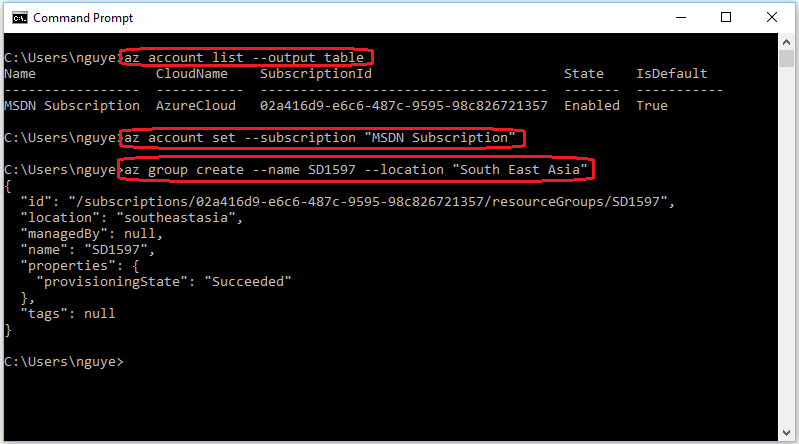 Command Prompt
C:\Users\nguye>az account list --output table
Name               CloudName    SubscriptionId                        State    IsDefault
-----------------  -----------  ------------------------------------  -------  -----------
MSDN Subscription  AzureCloud   02a416d9-e6c6-487c-9595-98c826721357  Enabled  True
C:\Users\nguye>az account set --subscription "MSDN Subscription"
C:\Users\nguye>az group create --name SD1597 --location "South East Asia"
{
  "id": "/subscriptions/02a416d9-e6c6-487c-9595-98c826721357/resourceGroups/SD1597",
  "location": "southeastasia",
  "managedBy": null,
  "name": "SD1597",
  "properties": {
    "provisioningState": "Succeeded"
  },
  "tags": null
}
C:\Users\nguye>